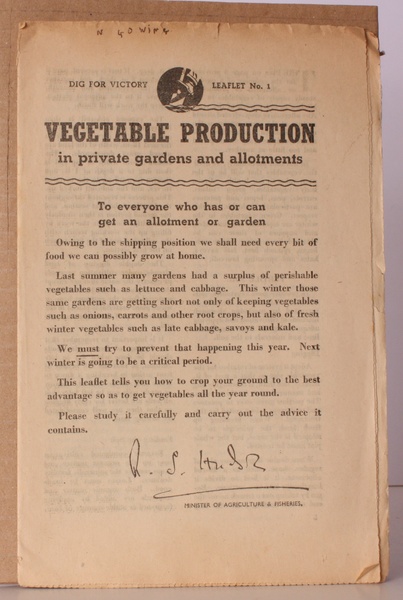 DIG FOR VICTORY LEAFLET No. 1
VEGETABLE PRODUCTION
in private gardens and allotments
To everyone who has or can
get an allotment or garden
Owing to the shipping position we shall need every bit of
food we can possibly grow at home.
Last summer many gardens had a surplus of perishable
vegetables such as lettuce and cabbage. This winter those
same gardens are getting short not only of keeping vegetables
such as onions, carrots and other root crops, but also of fresh
winter vegetables such as late cabbage, savoys and kale.
We must try to prevent that happening this year. Next
winter is going to be a critical period.
This leaflet tells you how to crop your ground to the best
advantage so as to get vegetables all the year round.
Please study it carefully and carry out the advice it
contains.
R. S. Hudson
MINISTER OF AGRICULTURE & FISHERIES.